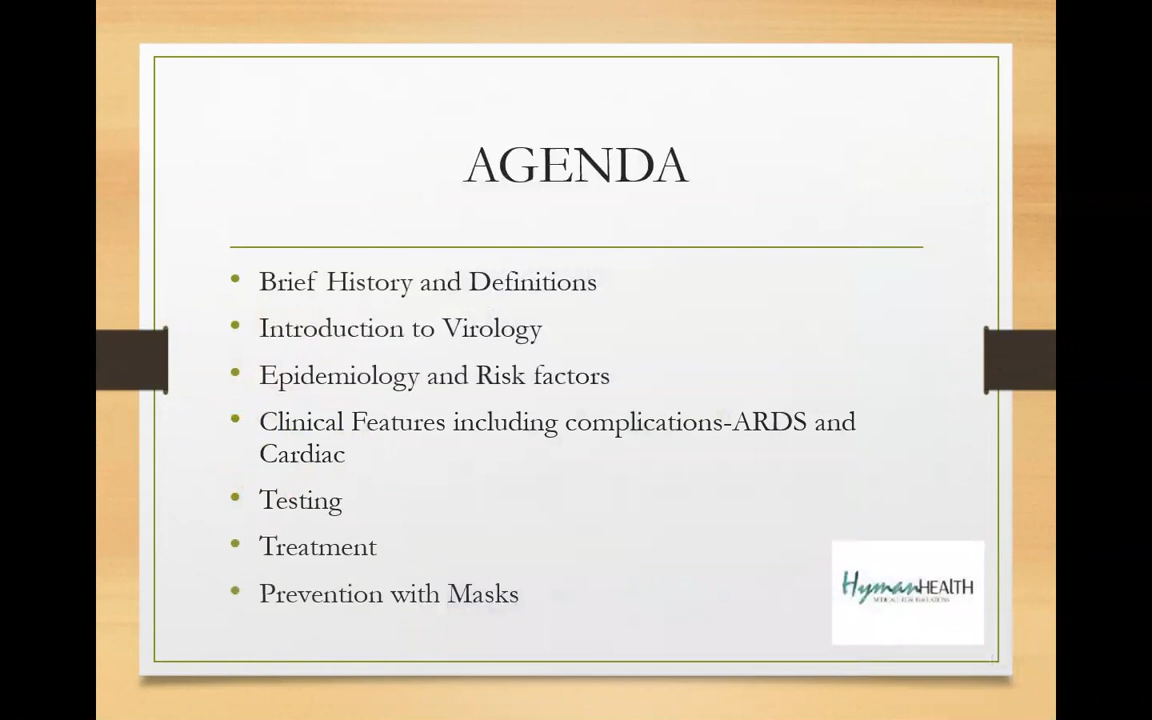 AGENDA
• Brief History and Definitions
• Introduction to Virology
• Epidemiology and Risk factors
• Clinical Features including complications-ARDS and
Cardiac
• Testing
• Treatment
• Prevention with Masks
HymanHEALTH